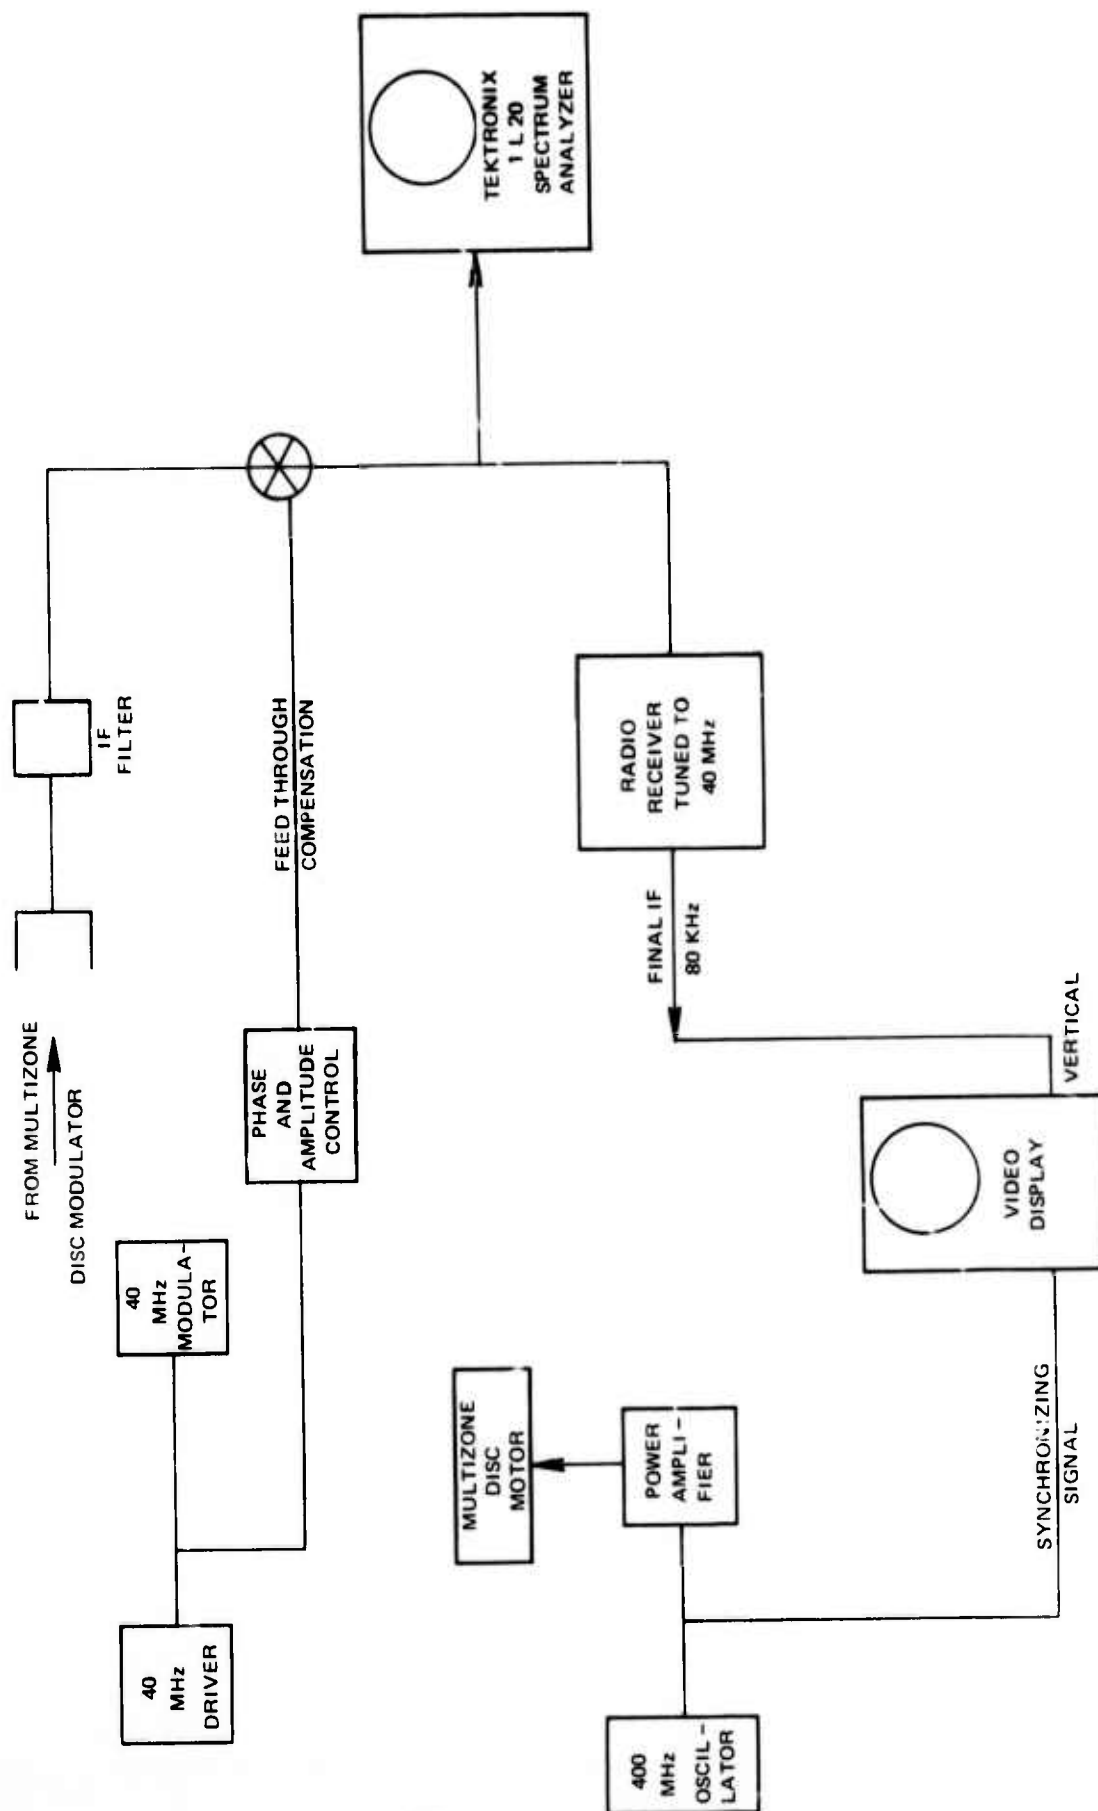 FROM MULTIZONE
DISC MODULATOR
IF
FILTER
40
MHz
DRIVER
40
MHz
MODULA-
TOR
PHASE
AND
AMPLITUDE
CONTROL
FEED THROUGH
COMPENSATION
TEKTRONIX
1 L 20
SPECTRUM
ANALYZER
MULTIZONE
DISC
MOTOR
POWER
AMPLI-
FIER
400
MHz
OSCIL-
LATOR
RADIO
RECEIVER
TUNED TO
40 MHz
FINAL IF
80 KHz
VERTICAL
VIDEO
DISPLAY
SYNCHRONIZING
SIGNAL